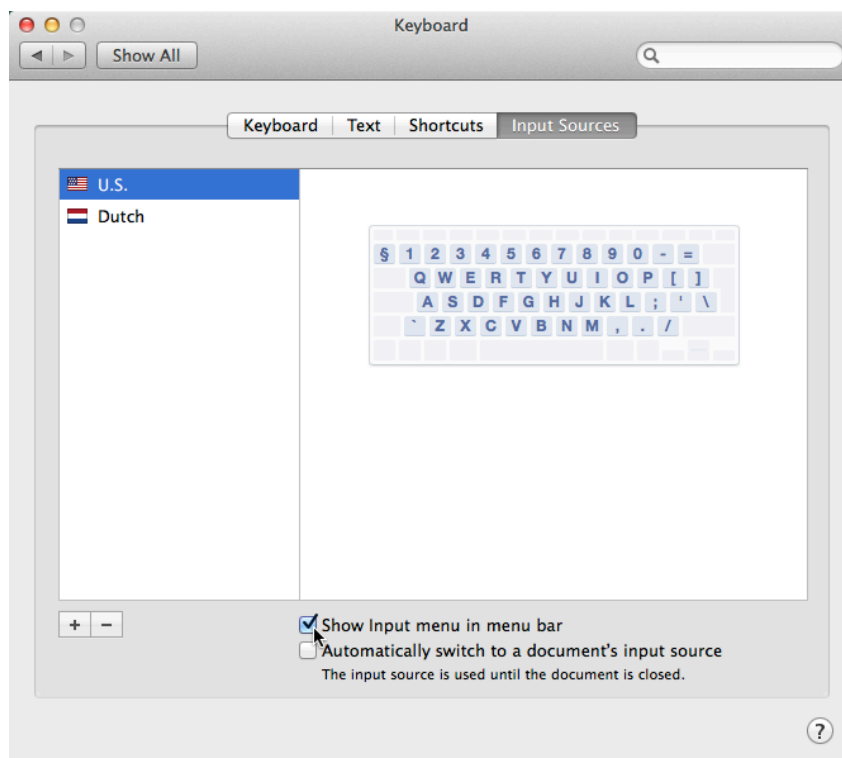 Keyboard
Show All
Keyboard Text Shortcuts Input Sources
U.S.
Dutch
§ 1 2 3 4 5 6 7 8 9 0 - =
Q W E R T Y U I O P [ ]
A S D F G H J K L ; ' \
` Z X C V B N M , . /
+ −
Show Input menu in menu bar
Automatically switch to a document's input source
The input source is used until the document is closed.
?